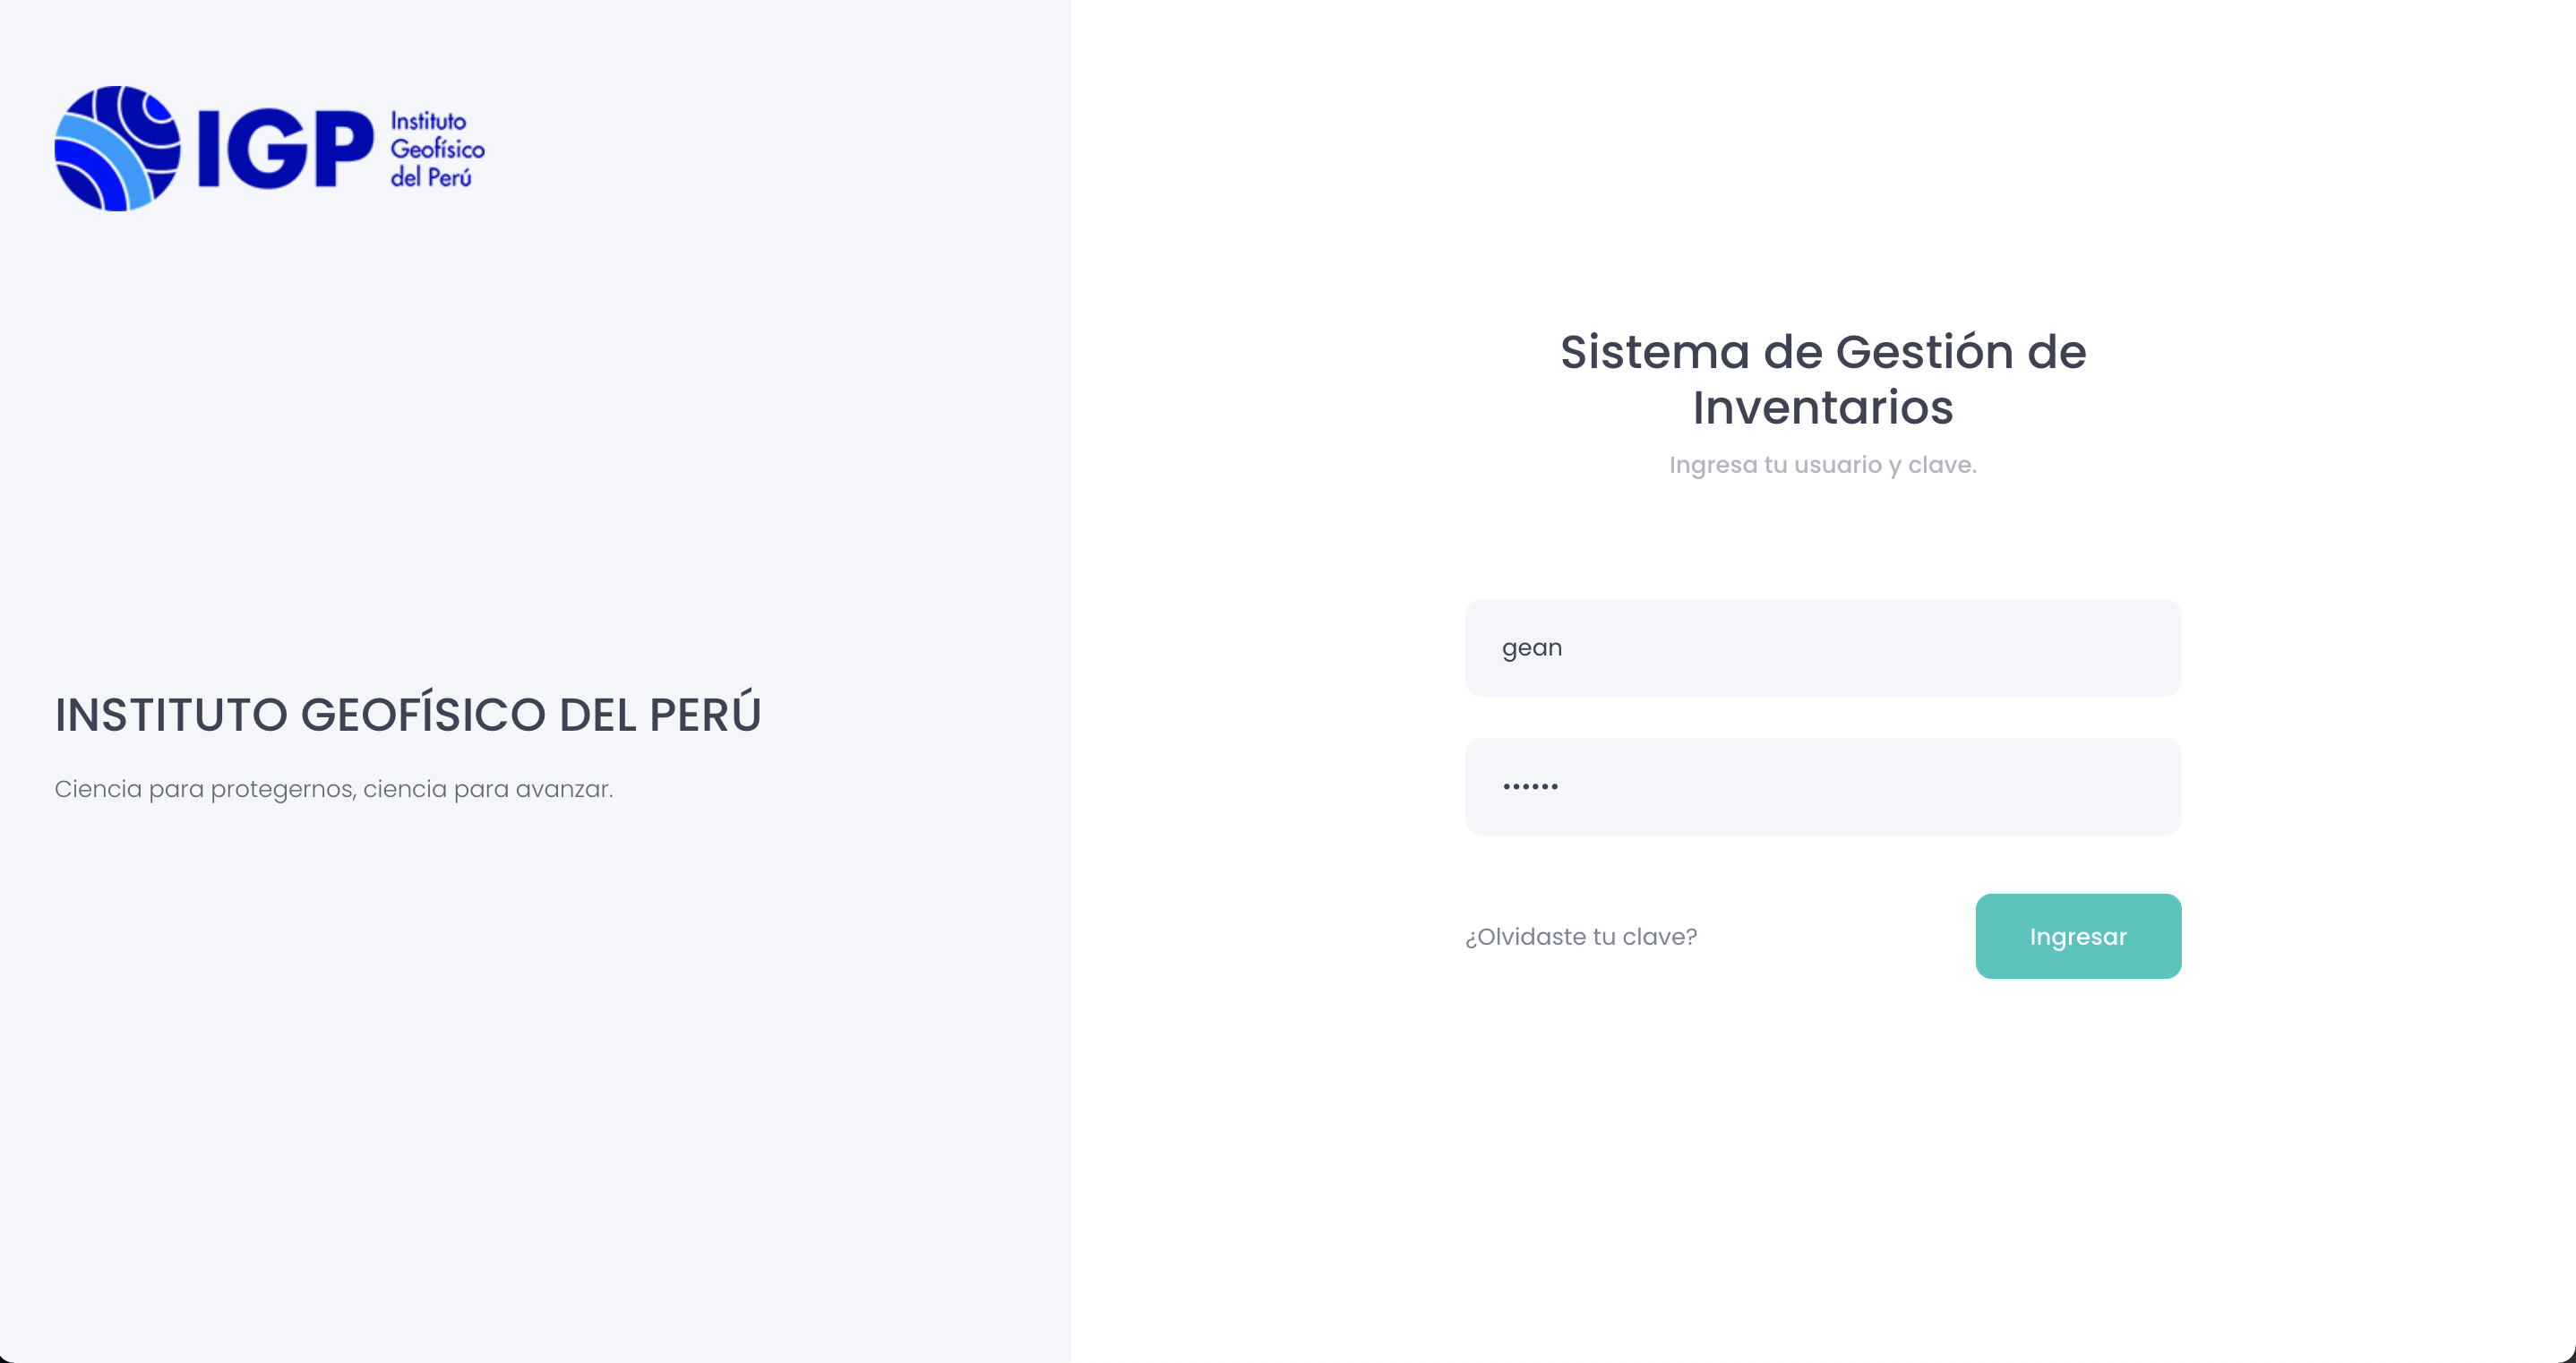 IGP
Instituto
Geofísico
del Perú
INSTITUTO GEOFÍSICO DEL PERÚ
Ciencia para protegernos, ciencia para avanzar.
Sistema de Gestión de
Inventarios
Ingresa tu usuario y clave.
gean
••••••
¿Olvidaste tu clave?
Ingresar